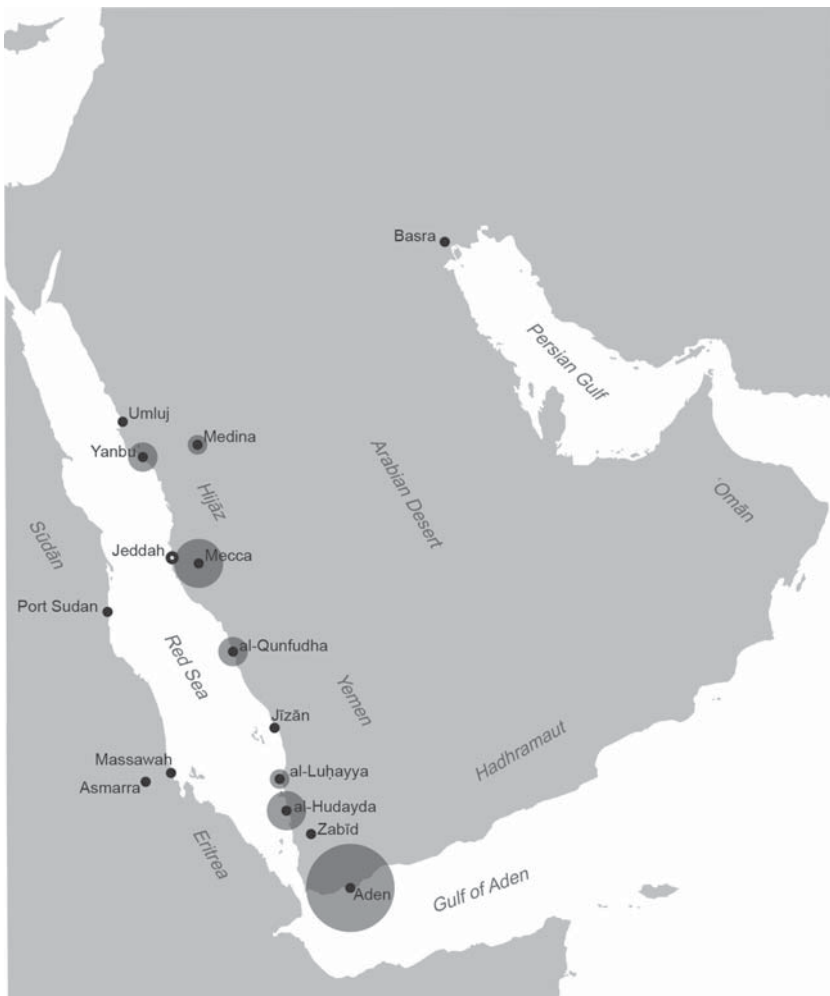 Basra
Persian Gulf
Umluj
Medina
Yanbu
Arabian Desert
Hijāz
ʿOmān
Sūdān
Jeddah
Mecca
Port Sudan
Red Sea
al-Qunfudha
Yemen
Jīzān
Hadhramaut
Massawah
al-Luḥayya
Asmarra
al-Hudayda
Zabīd
Eritrea
Aden
Gulf of Aden